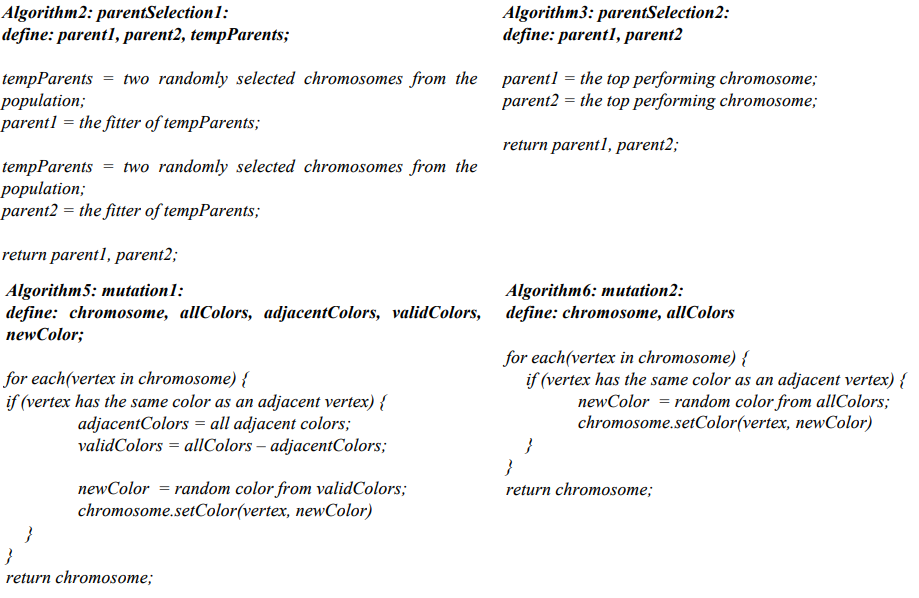 Algorithm2: parentSelection1:
define: parent1, parent2, tempParents;
tempParents = two randomly selected chromosomes from the
population;
parent1 = the fitter of tempParents;
tempParents = two randomly selected chromosomes from the
population;
parent2 = the fitter of tempParents;
return parent1, parent2;
Algorithm3: parentSelection2:
define: parent1, parent2
parent1 = the top performing chromosome;
parent2 = the top performing chromosome;
return parent1, parent2;
Algorithm5: mutation1:
define: chromosome, allColors, adjacentColors, validColors,
newColor;
for each(vertex in chromosome) {
if (vertex has the same color as an adjacent vertex) {
adjacentColors = all adjacent colors;
validColors = allColors – adjacentColors;
newColor = random color from validColors;
chromosome.setColor(vertex, newColor)
}
}
return chromosome;
Algorithm6: mutation2:
define: chromosome, allColors
for each(vertex in chromosome) {
if (vertex has the same color as an adjacent vertex) {
newColor = random color from allColors;
chromosome.setColor(vertex, newColor)
}
}
return chromosome;